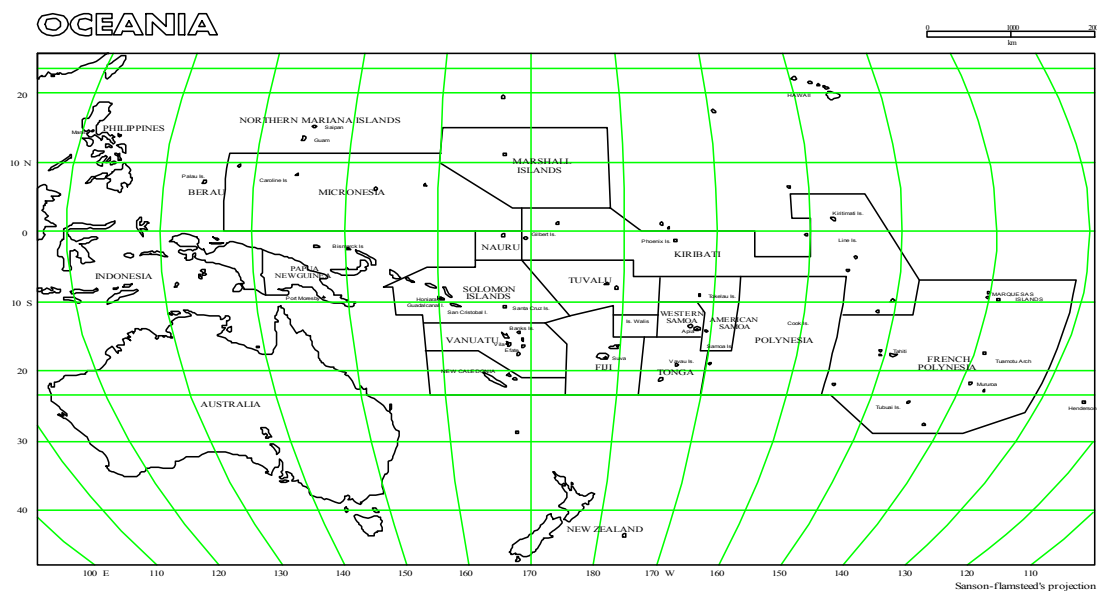 OCEANIA
0 1000 200
km
20
HAWAII
NORTHERN MARIANA ISLANDS
Saipan
PHILIPPINES
Guam
10 N
MARSHALL
ISLANDS
Palau Is.
Caroline Is
BERAU
MICRONESIA
Kiritimati Is.
0
Gilbert Is.
Phoenix Is.
Line Is.
Bismarck Is
NAURU
KIRIBATI
PAPUA
NEW GUINEA
INDONESIA
TUVALU
SOLOMON
ISLANDS
Port Moresby
Honiara
Guadalcanal I.
San Cristobal I.
Santa Cruz Is.
Tokelau Is.
MARQUESAS
ISLANDS
10 S
WESTERN
SAMOA
AMERICAN
SAMOA
Is. Walis
Apia
Cook Is.
Banks Is.
VANUATU
Vila
Efate
Samoa Is
POLYNESIA
Suva
FIJI
Vavau Is.
TONGA
Tahiti
FRENCH
POLYNESIA
Tuamotu Arch
NEW CALEDONIA
20
Mururoa
AUSTRALIA
Tubuai Is.
Henderson
30
40
NEW ZEALAND
100 E 110 120 130 140 150 160 170 180 170 W 160 150 140 130 120 110
Sanson-flamsteed's projection